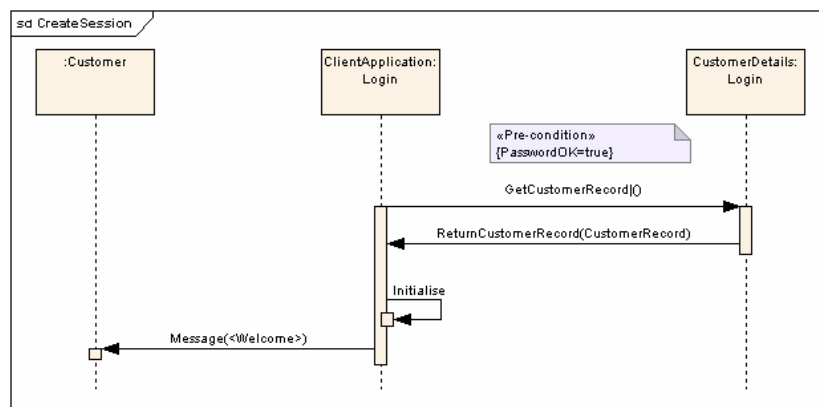 sd CreateSession
:Customer
ClientApplication:
Login
CustomerDetails:
Login
«Pre-condition»
{PasswordOK=true}
GetCustomerRecord|()
ReturnCustomerRecord(CustomerRecord)
Initialise
Message(<Welcome>)